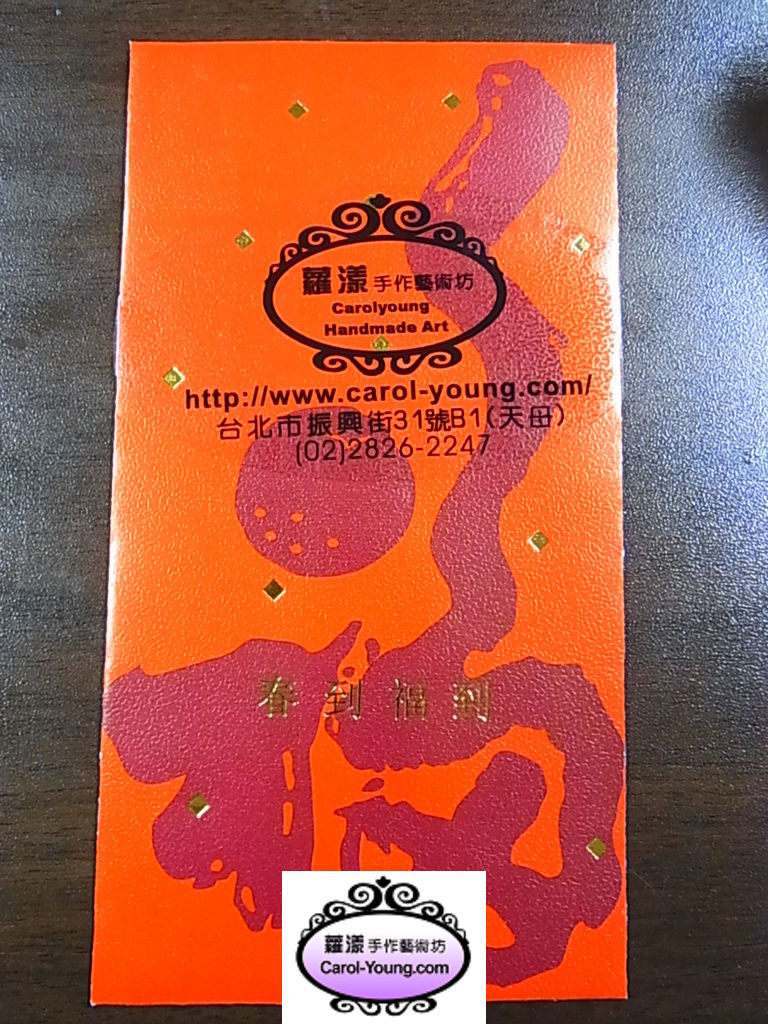 蘿漾 手作藝術坊
Carolyoung
Handmade Art
http://www.carol-young.com/
台北市振興街31號B1(天母)
(02)2826-2247
春到福到
蘿漾 手作藝術坊
Carol-Young.com